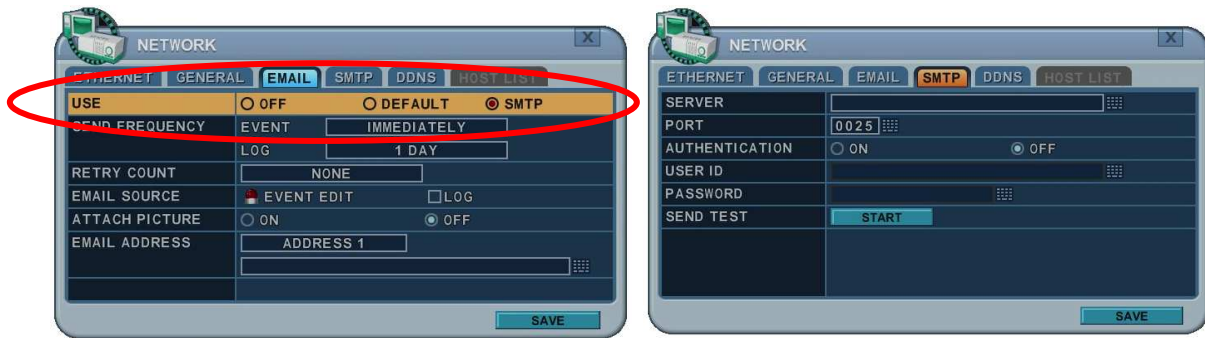 NETWORK
X
ETHERNET GENERAL EMAIL SMTP DDNS HOST LIST
USE OFF DEFAULT SMTP
SEND FREQUENCY EVENT IMMEDIATELY
LOG 1 DAY
RETRY COUNT NONE
EMAIL SOURCE EVENT EDIT LOG
ATTACH PICTURE ON OFF
EMAIL ADDRESS ADDRESS 1
SAVE
NETWORK
X
ETHERNET GENERAL EMAIL SMTP DDNS HOST LIST
SERVER
PORT 0025
AUTHENTICATION ON OFF
USER ID
PASSWORD
SEND TEST START
SAVE